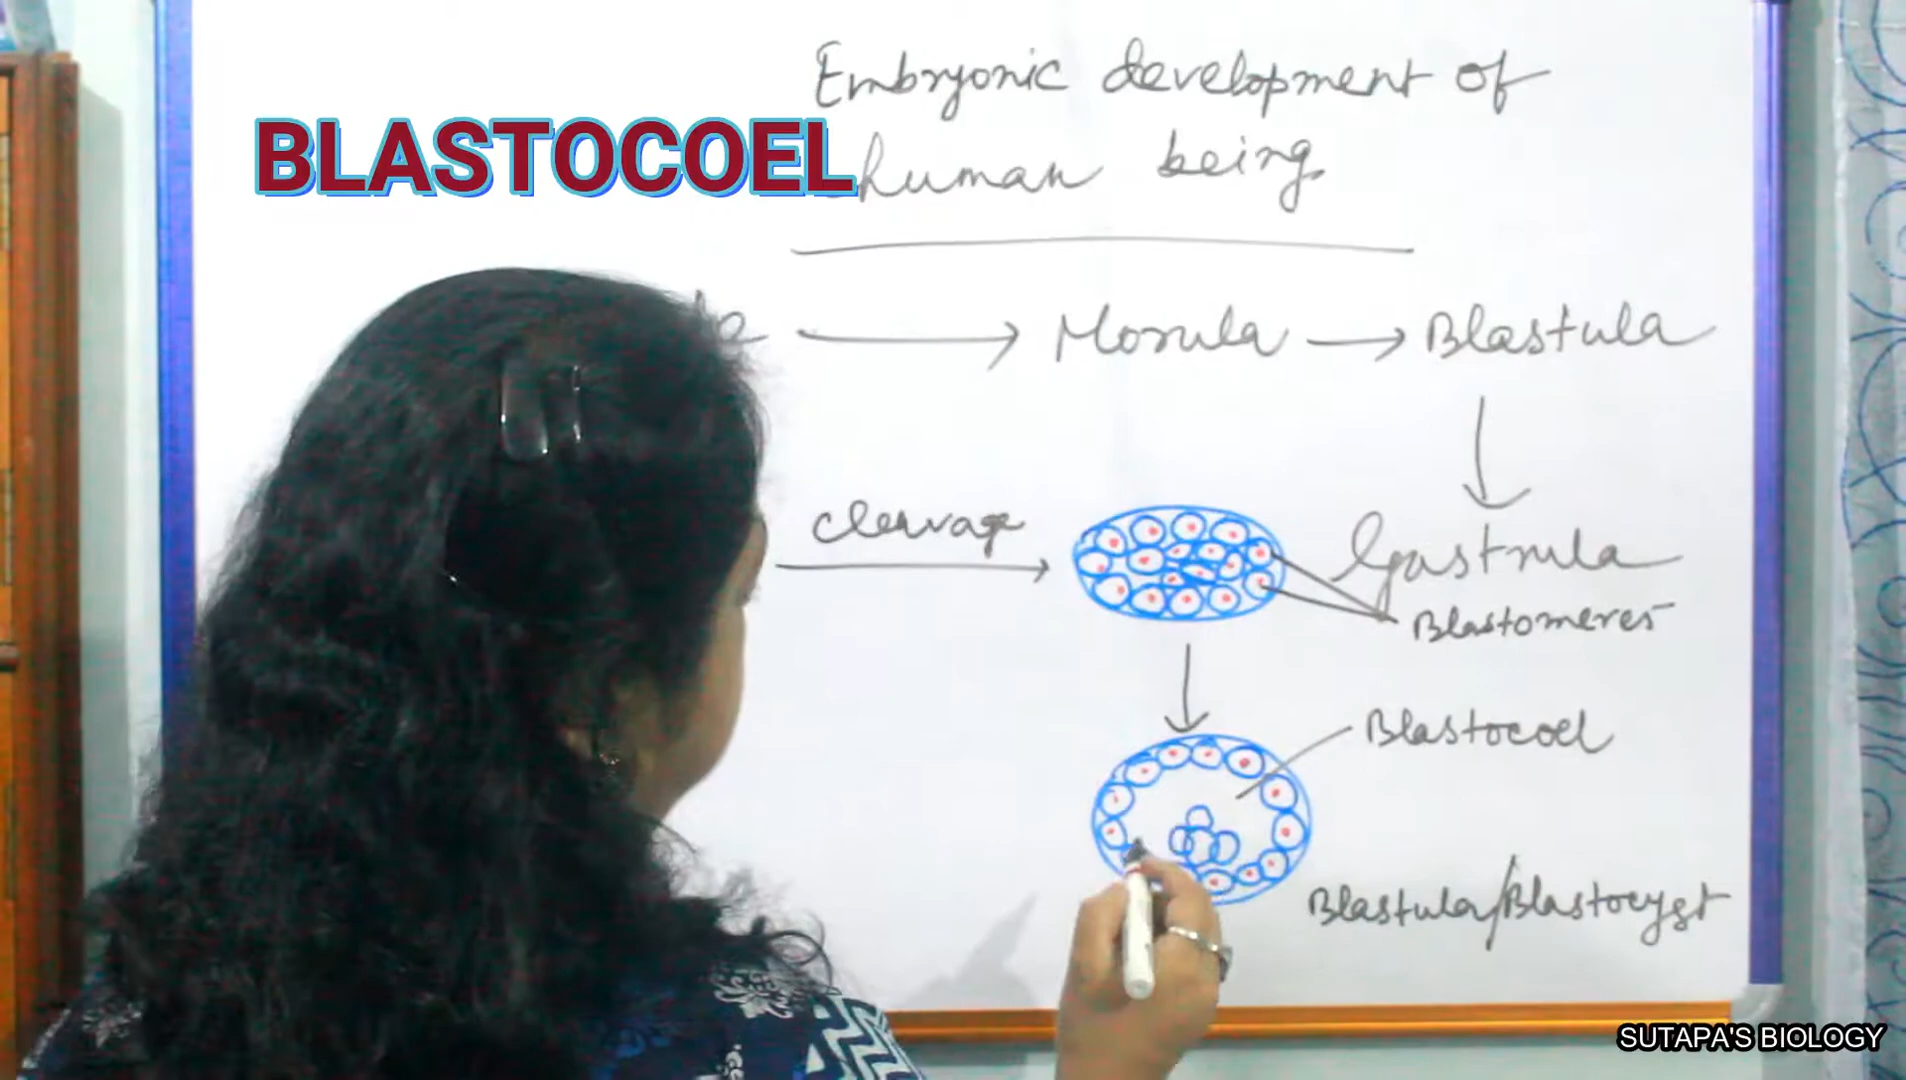 Embryonic development of
BLASTOCOEL
human being
Morula
Blastula
Cleavage
Gastrula
Blastomeres
Blastocoel
Blastula/Blastocyst
SUTAPA'S BIOLOGY